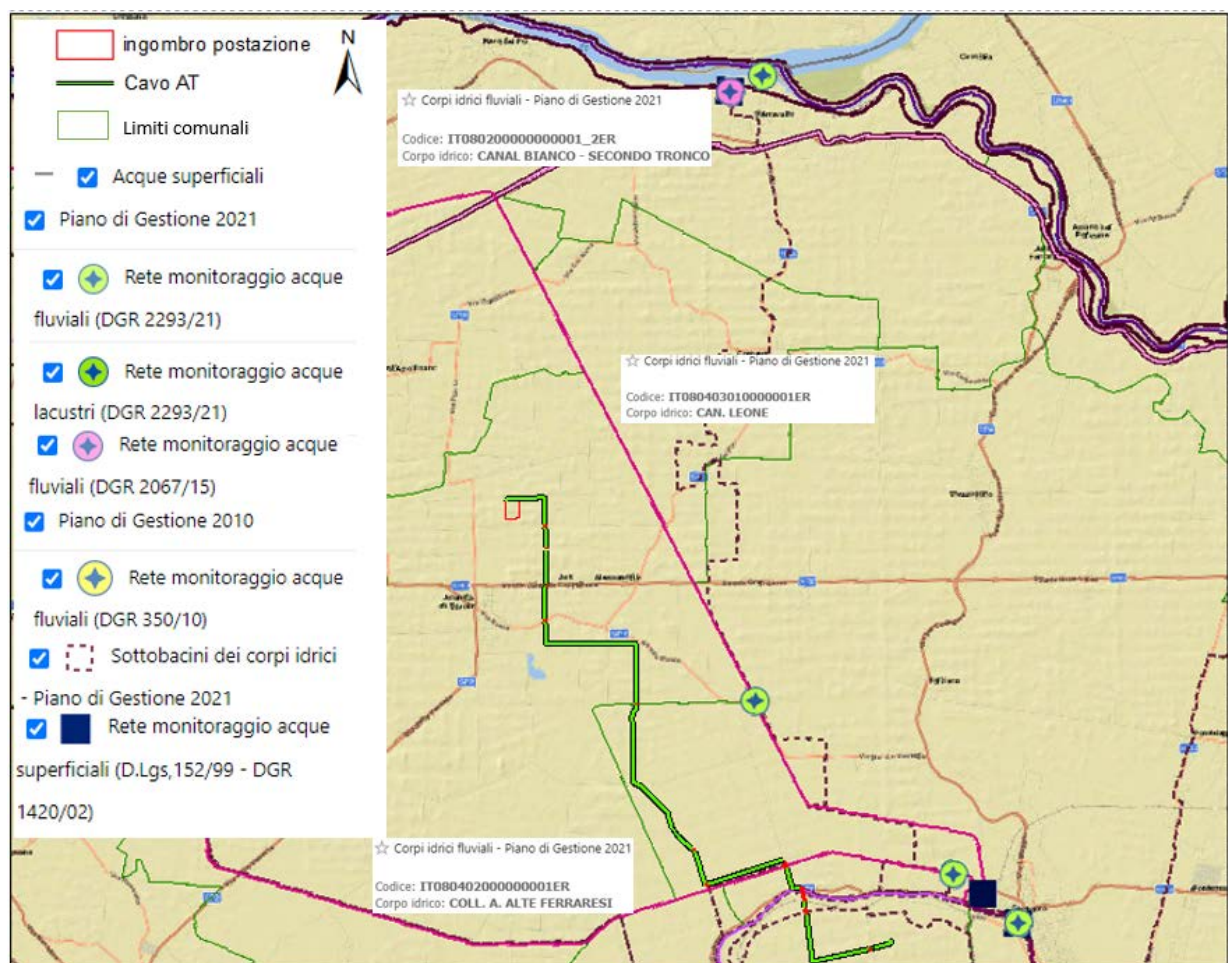 ingombro postazione
N
Cavo AT
Limiti comunali
Acque superficiali
Piano di Gestione 2021
Rete monitoraggio acque
fluviali (DGR 2293/21)
Rete monitoraggio acque
lacustri (DGR 2293/21)
Rete monitoraggio acque
fluviali (DGR 2067/15)
Piano di Gestione 2010
Rete monitoraggio acque
fluviali (DGR 350/10)
Sottobacini dei corpi idrici
- Piano di Gestione 2021
Rete monitoraggio acque
superficiali (D.Lgs,152/99 - DGR
1420/02)
☆ Corpi idrici fluviali - Piano di Gestione 2021
Codice: IT080200000000001_2ER
Corpo idrico: CANAL BIANCO - SECONDO TRONCO
☆ Corpi idrici fluviali - Piano di Gestione 2021
Codice: IT080403010000001ER
Corpo idrico: CAN. LEONE
☆ Corpi idrici fluviali - Piano di Gestione 2021
Codice: IT080402000000001ER
Corpo idrico: COLL. A. ALTE FERRARESI